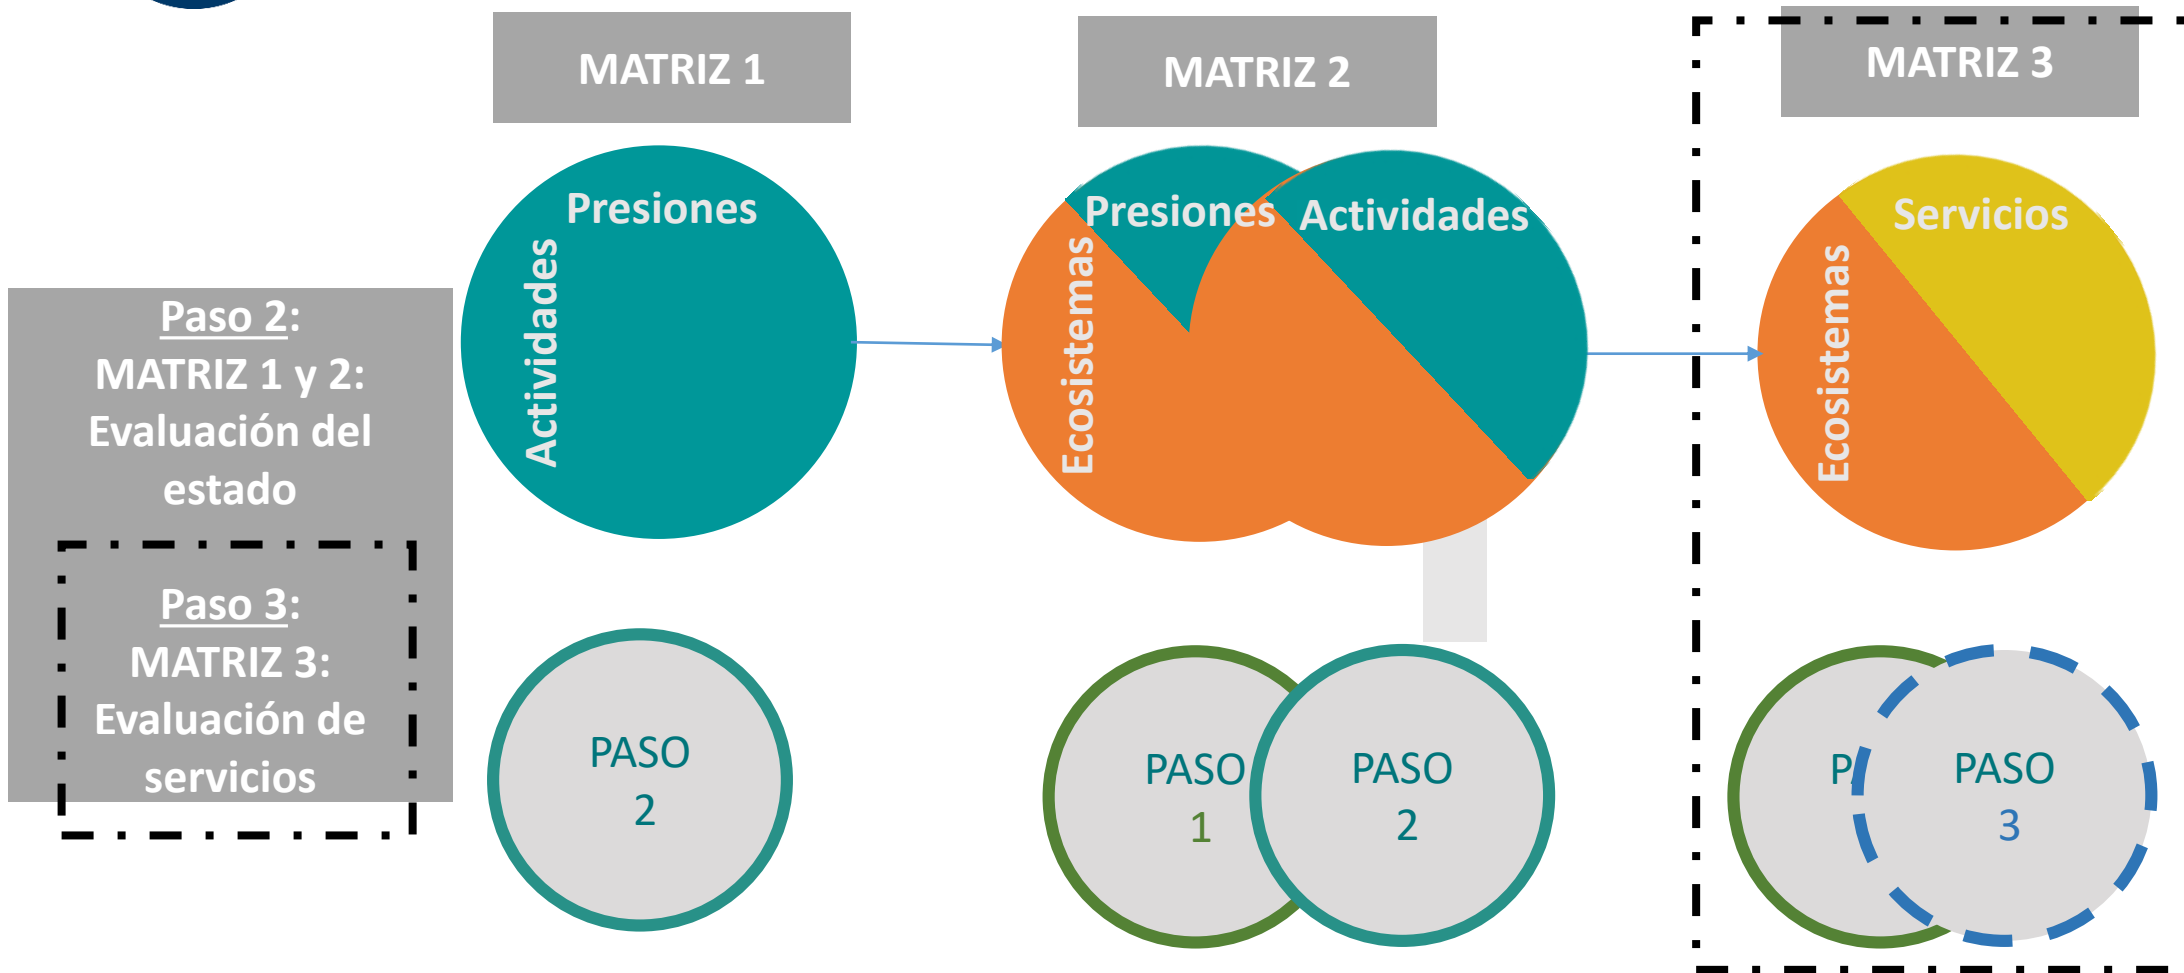 MATRIZ 1
MATRIZ 2
MATRIZ 3
Presiones
Actividades
Presiones
Actividades
Ecosistemas
Servicios
Ecosistemas
Paso 2:
MATRIZ 1 y 2:
Evaluación del
estado
Paso 3:
MATRIZ 3:
Evaluación de
servicios
PASO
2
PASO
1
PASO
2
PASO
3